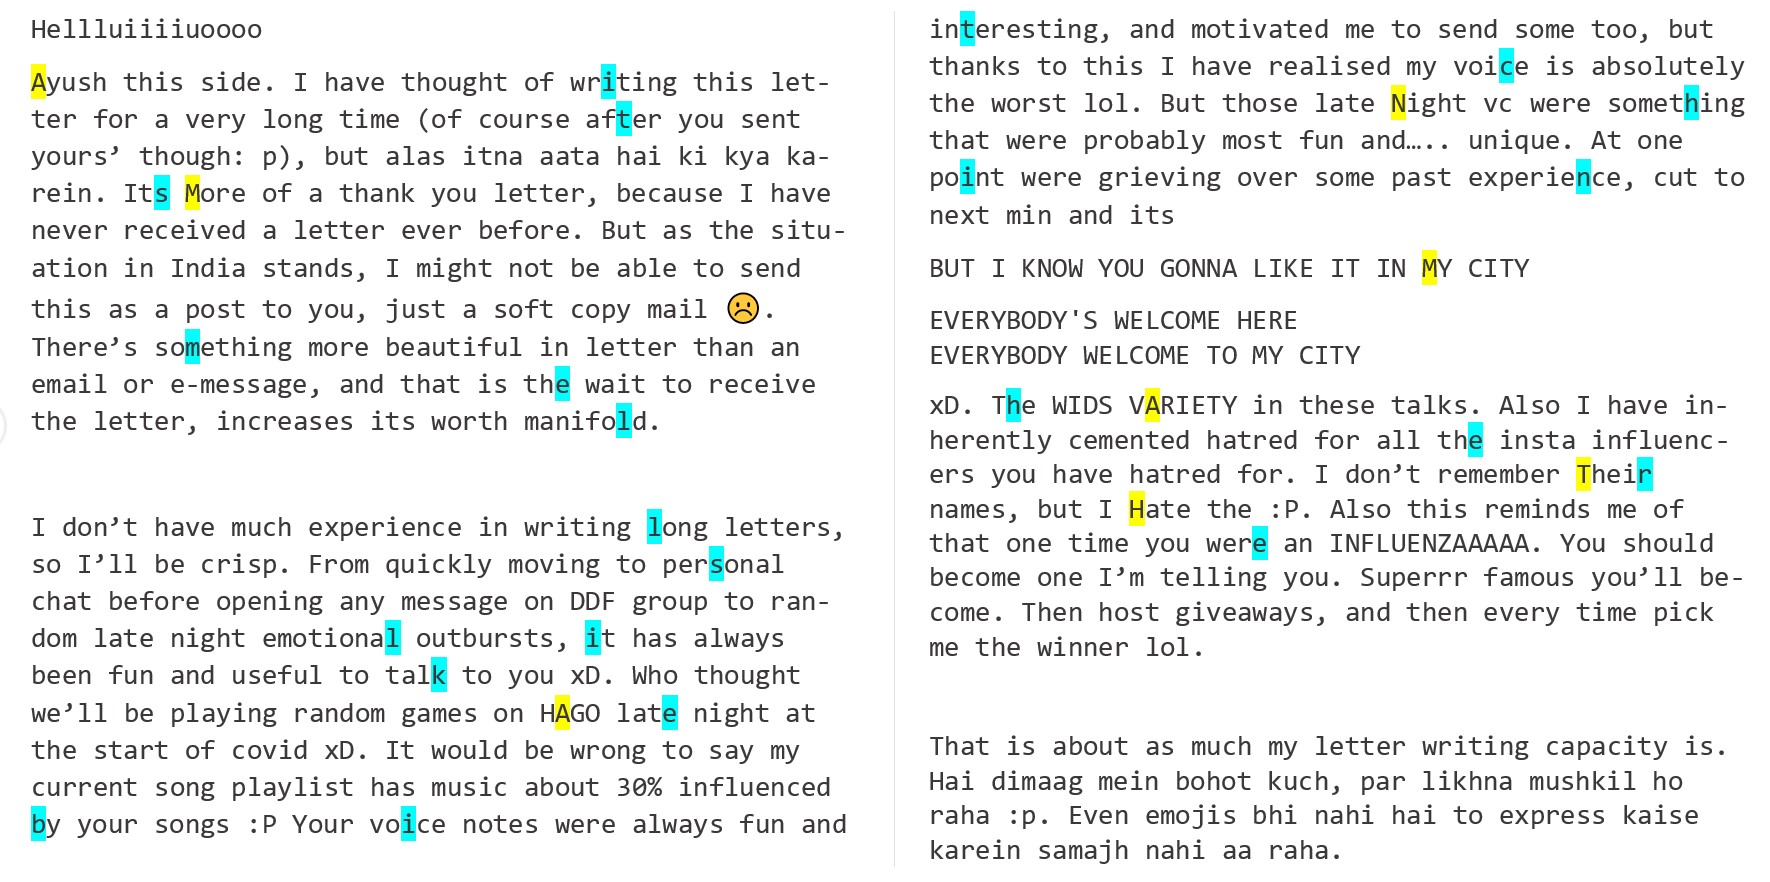 Hellluiiiiuoooo
Ayush this side. I have thought of writing this let-
ter for a very long time (of course after you sent
yours’ though: p), but alas itna aata hai ki kya ka-
rein. Its More of a thank you letter, because I have
never received a letter ever before. But as the situ-
ation in India stands, I might not be able to send
this as a post to you, just a soft copy mail ☹.
There’s something more beautiful in letter than an
email or e-message, and that is the wait to receive
the letter, increases its worth manifold.
I don’t have much experience in writing long letters,
so I’ll be crisp. From quickly moving to personal
chat before opening any message on DDF group to ran-
dom late night emotional outbursts, it has always
been fun and useful to talk to you xD. Who thought
we’ll be playing random games on HAGO late night at
the start of covid xD. It would be wrong to say my
current song playlist has music about 30% influenced
by your songs :P Your voice notes were always fun and
interesting, and motivated me to send some too, but
thanks to this I have realised my voice is absolutely
the worst lol. But those late Night vc were something
that were probably most fun and….. unique. At one
point were grieving over some past experience, cut to
next min and its
BUT I KNOW YOU GONNA LIKE IT IN MY CITY
EVERYBODY'S WELCOME HERE
EVERYBODY WELCOME TO MY CITY
xD. The WIDS VARIETY in these talks. Also I have in-
herently cemented hatred for all the insta influenc-
ers you have hatred for. I don’t remember Their
names, but I Hate the :P. Also this reminds me of
that one time you were an INFLUENZAAAAA. You should
become one I’m telling you. Superrr famous you’ll be-
come. Then host giveaways, and then every time pick
me the winner lol.
That is about as much my letter writing capacity is.
Hai dimaag mein bohot kuch, par likhna mushkil ho
raha :p. Even emojis bhi nahi hai to express kaise
karein samajh nahi aa raha.